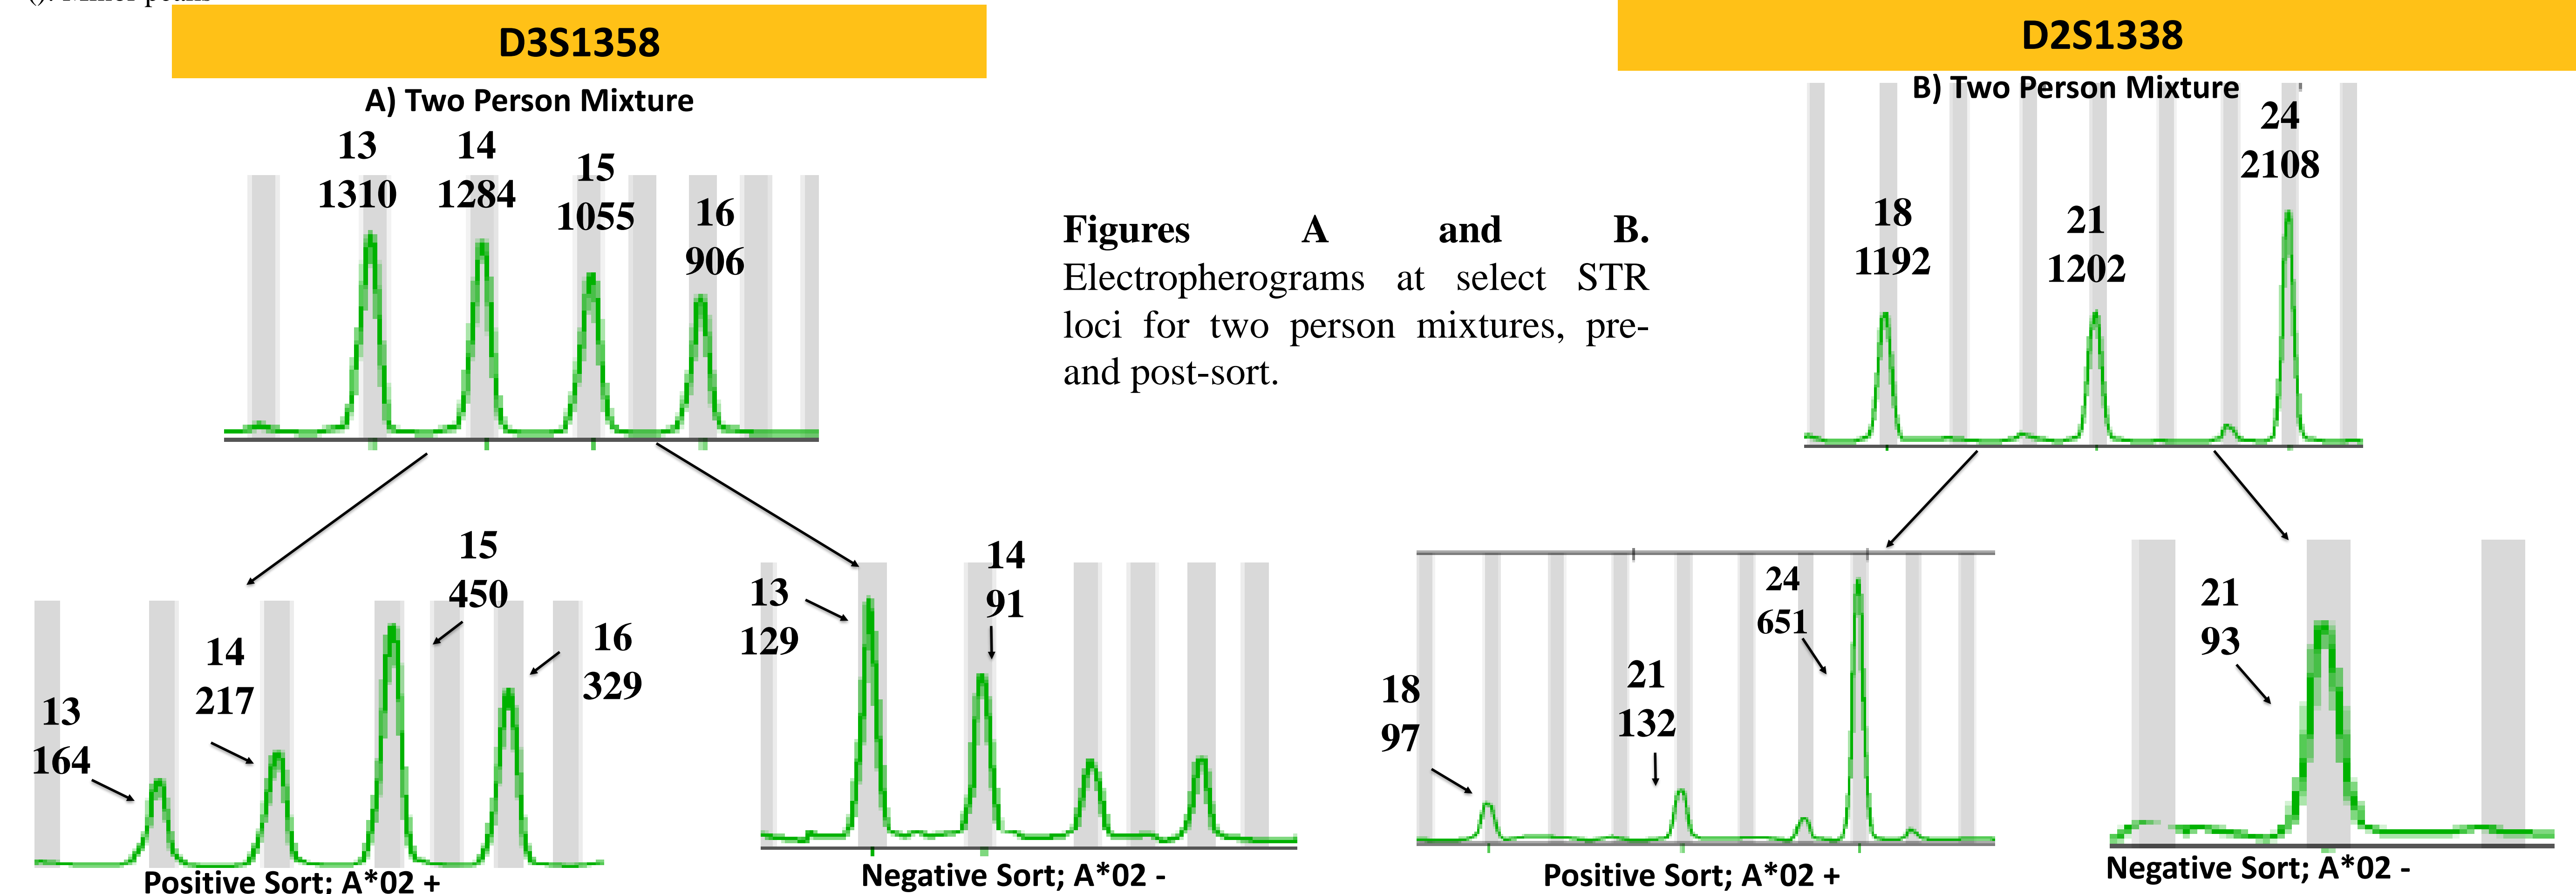 (). Minor peaks
D3S1358
A) Two Person Mixture
13
1310
14
1284
15
1055
16
906
13
164
14
217
15
450
16
329
Positive Sort; A*02 +
13
129
14
91
Negative Sort; A*02 -
Figures A and B.
Electropherograms at select STR
loci for two person mixtures, pre-
and post-sort.
D2S1338
B) Two Person Mixture
18
1192
21
1202
24
2108
18
97
21
132
24
651
Positive Sort; A*02 +
21
93
Negative Sort; A*02 -